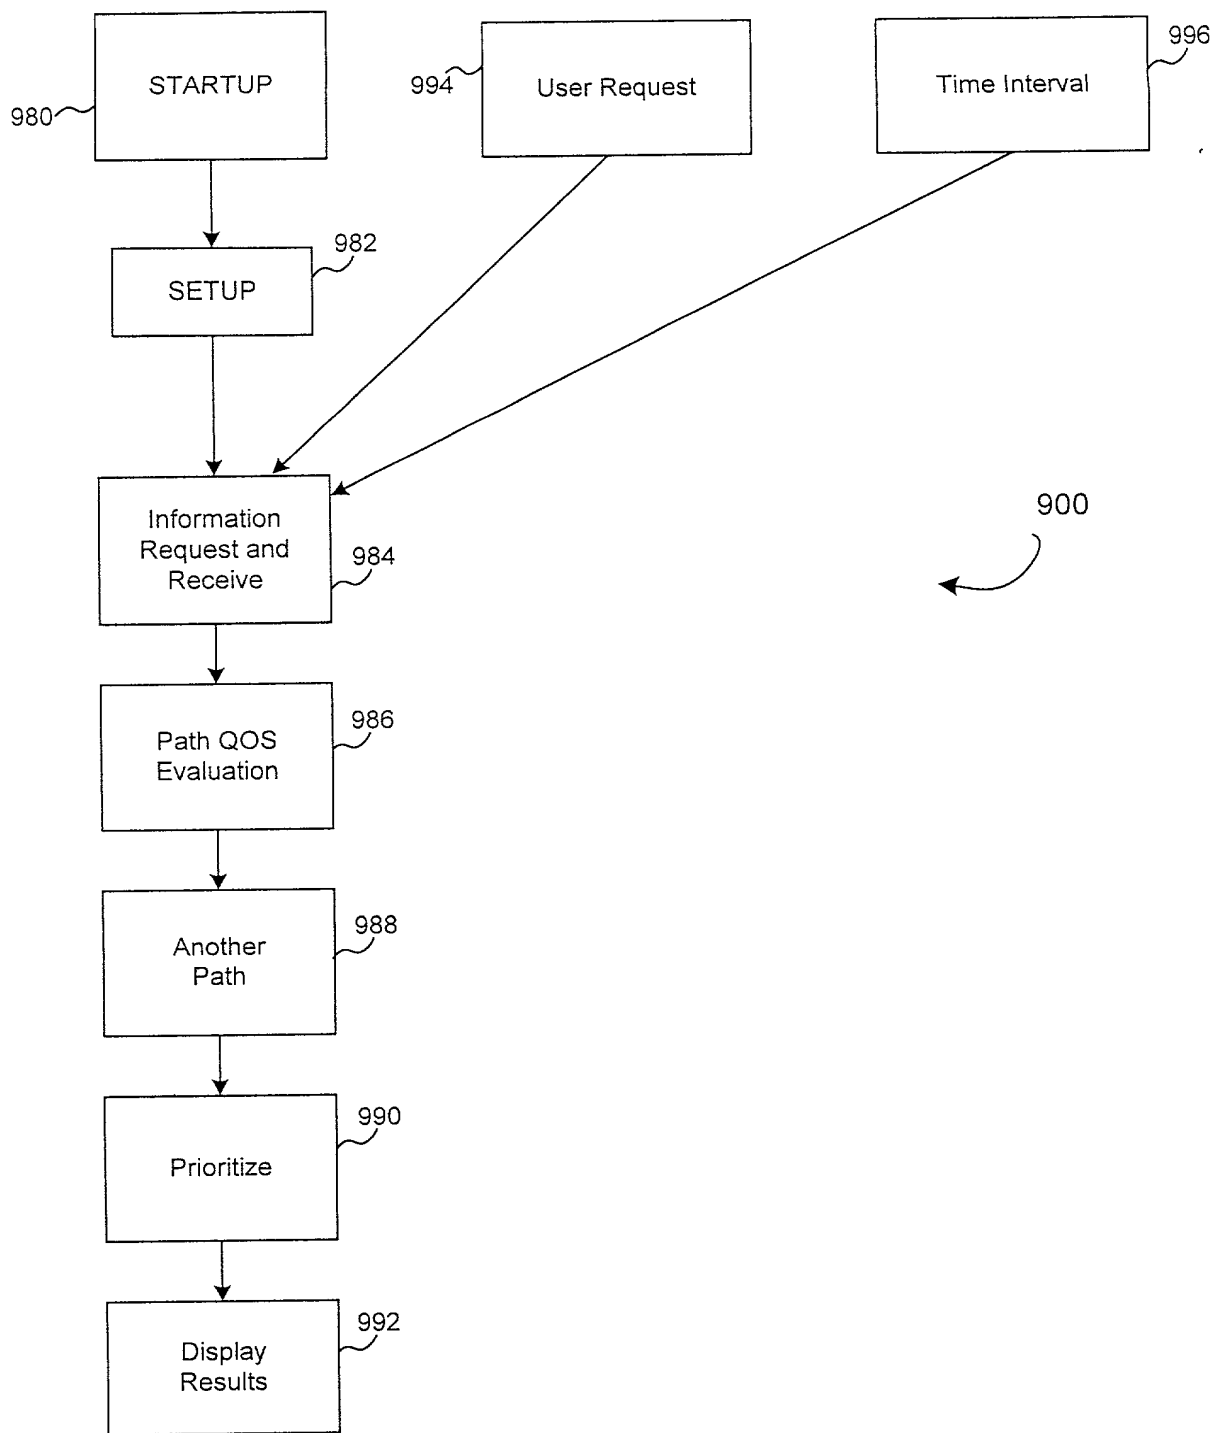 STARTUP
980
994
User Request
996
Time Interval
982
SETUP
Information
Request and
Receive
984
900
Path QOS
Evaluation
986
Another
Path
988
Prioritize
990
Display
Results
992